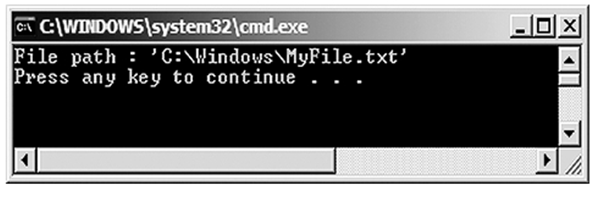 C:\WINDOWS\system32\cmd.exe
File path : 'C:\Windows\MyFile.txt'
Press any key to continue . . .